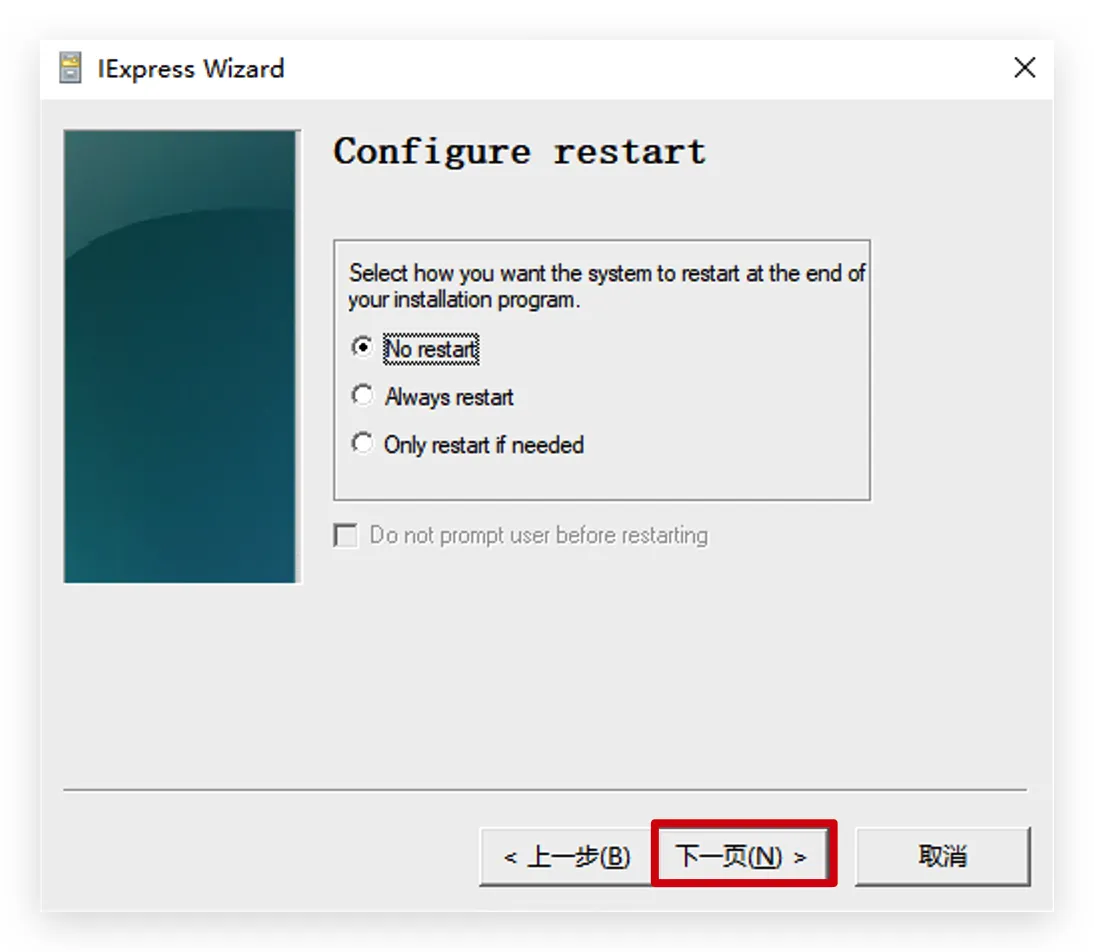 IExpress Wizard
Configure restart
Select how you want the system to restart at the end of
your installation program.
No restart
Always restart
Only restart if needed
Do not prompt user before restarting
< 上一步(B) 下一页(N) > 取消